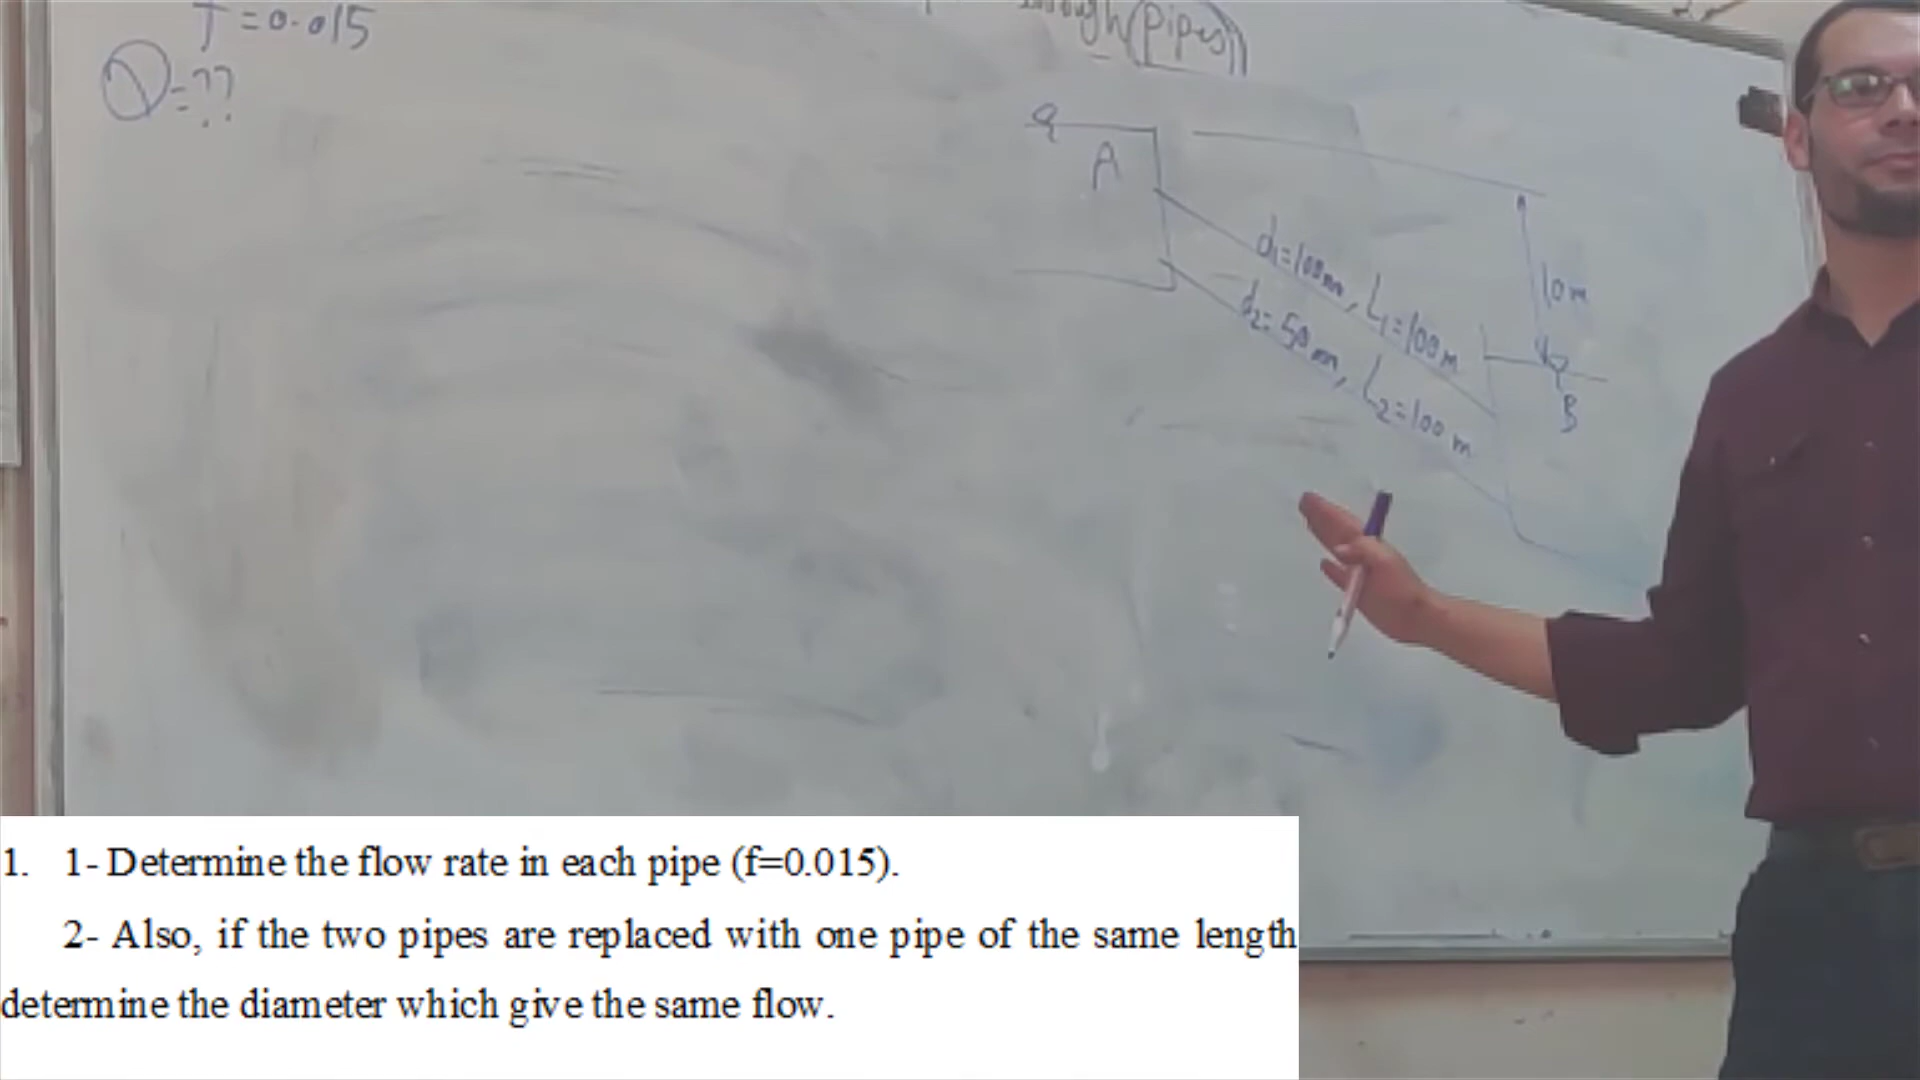 f = 0.015
Q = ??
through (pipes)
A
d1=100mm, L1=100m
d2=50mm, L2=100m
10m
B
1. 1- Determine the flow rate in each pipe (f=0.015).
2- Also, if the two pipes are replaced with one pipe of the same length
determine the diameter which give the same flow.